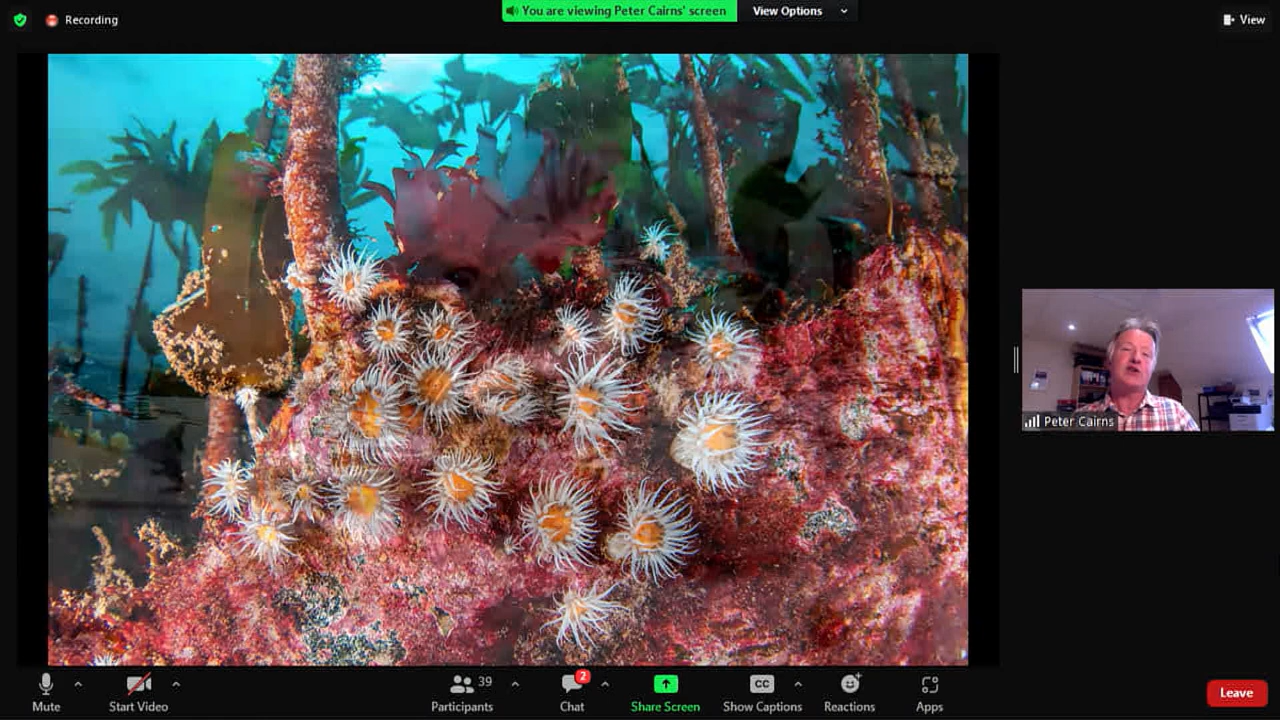 Recording
You are viewing Peter Cairns' screen
View Options
View
Peter Cairns
Mute
Start Video
Participants
39
Chat
2
Share Screen
CC
Show Captions
Reactions
Apps
Leave